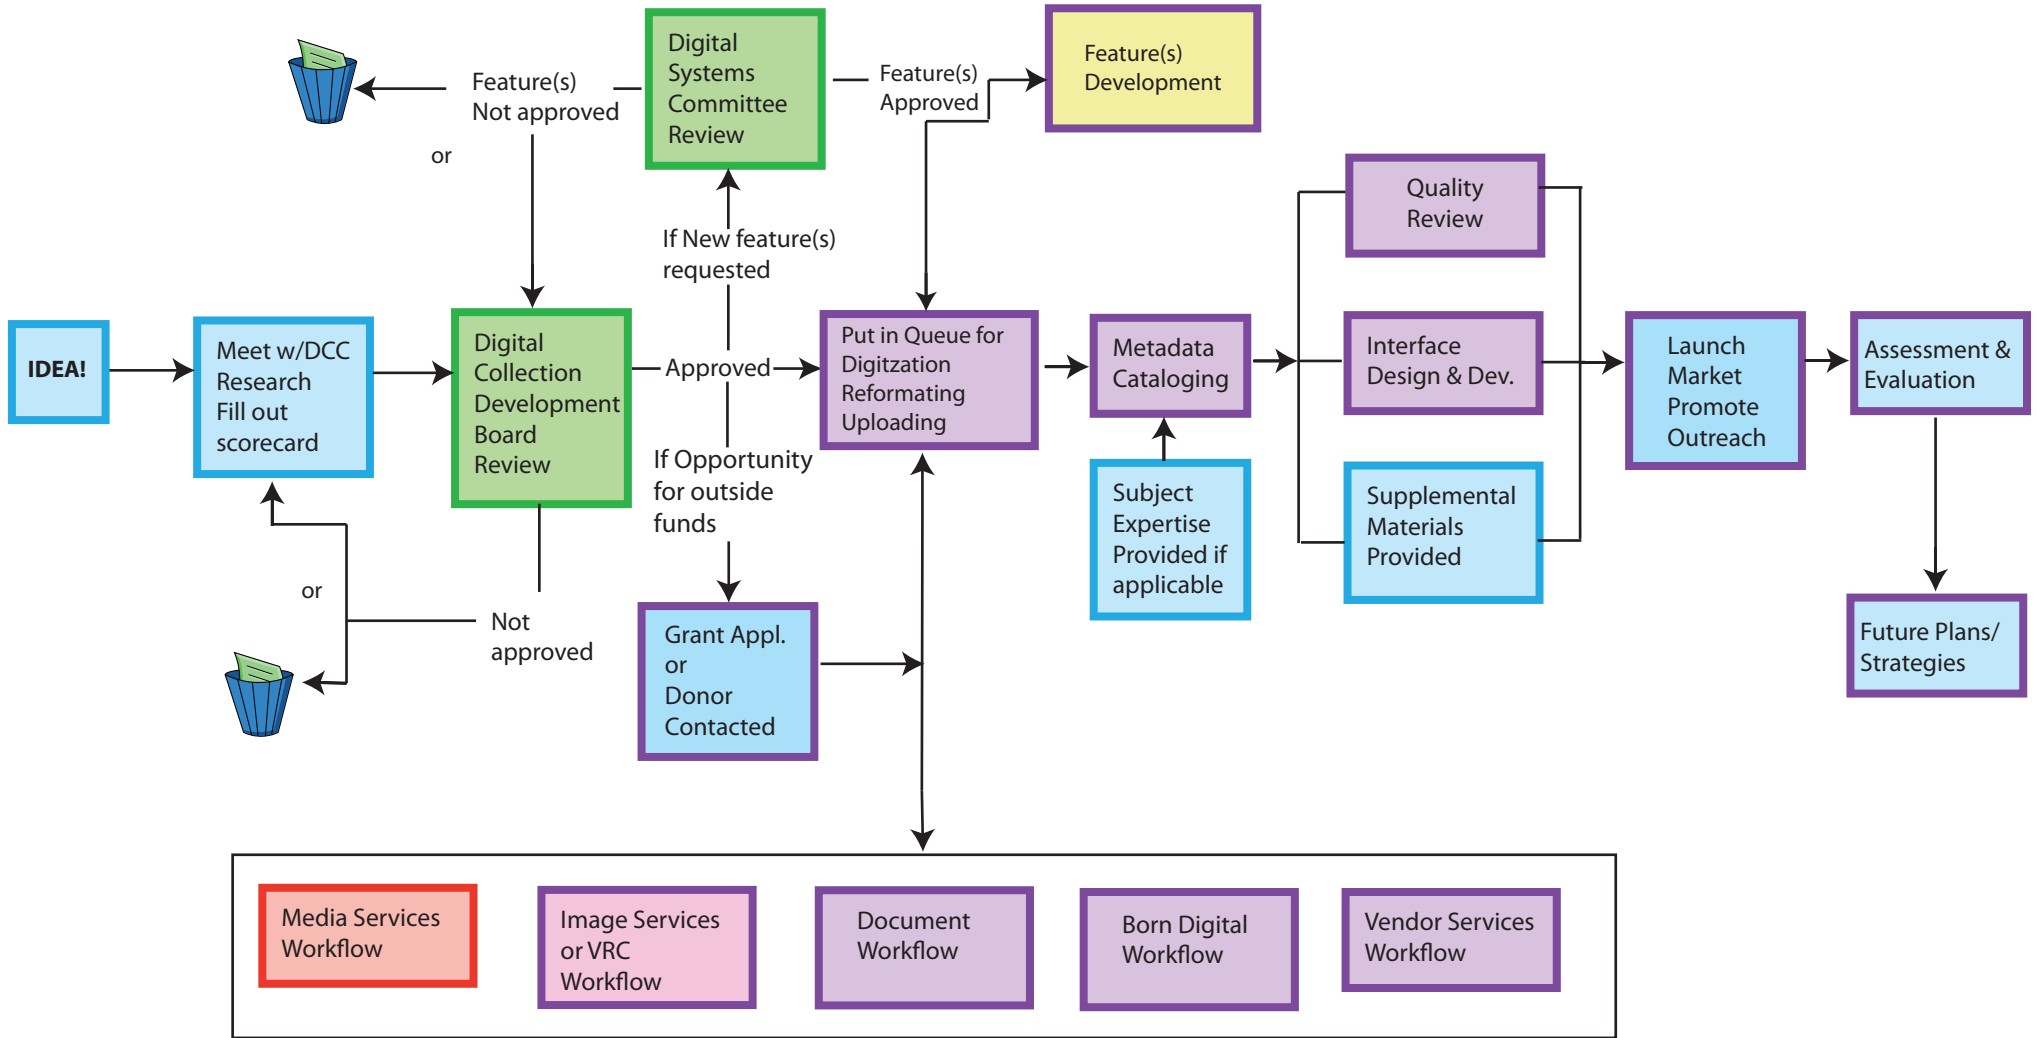 Digital
Systems
Committee
Review
Feature(s)
Not approved
or
Feature(s)
Approved
Feature(s)
Development
If New feature(s)
requested
Quality
Review
IDEA!
Meet w/DCC
Research
Fill out
scorecard
Digital
Collection
Development
Board
Review
Approved
Put in Queue for
Digitzation
Reformating
Uploading
Metadata
Cataloging
Interface
Design & Dev.
Launch
Market
Promote
Outreach
Assessment &
Evaluation
If Opportunity
for outside
funds
Subject
Expertise
Provided if
applicable
Supplemental
Materials
Provided
or
Not
approved
Grant Appl.
or
Donor
Contacted
Future Plans/
Strategies
Media Services
Workflow
Image Services
or VRC
Workflow
Document
Workflow
Born Digital
Workflow
Vendor Services
Workflow